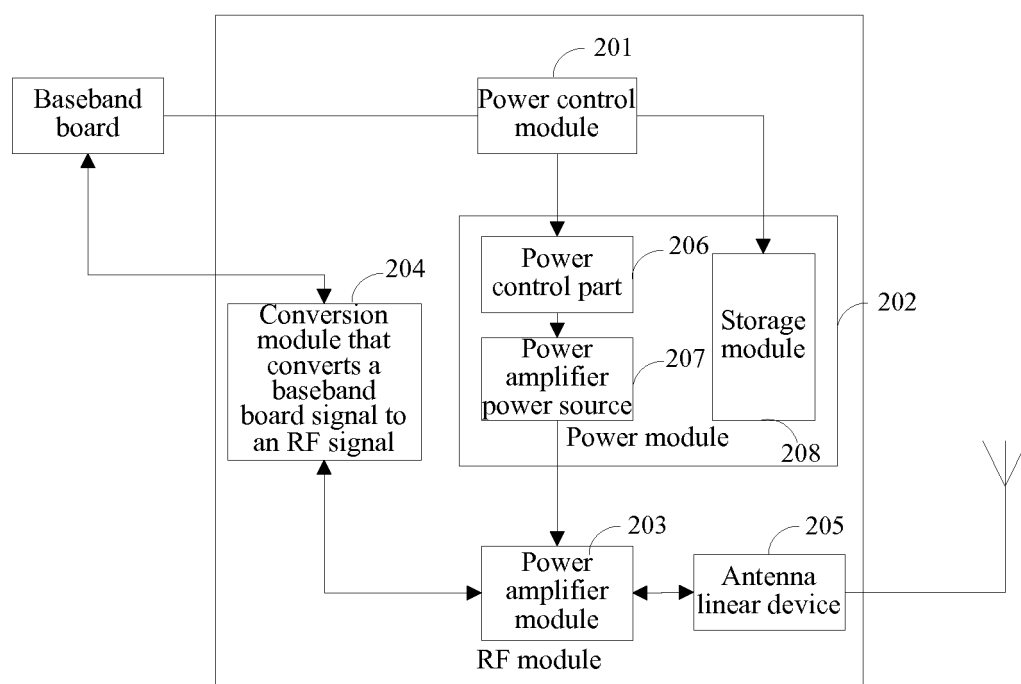 201
Baseband
board
Power control
module
206
Power
control part
204
202
Conversion
module that
converts a
baseband
board signal to
an RF signal
Storage
module
Power
amplifier
power source
207
Power module
208
203
205
Power
amplifier
module
Antenna
linear device
RF module